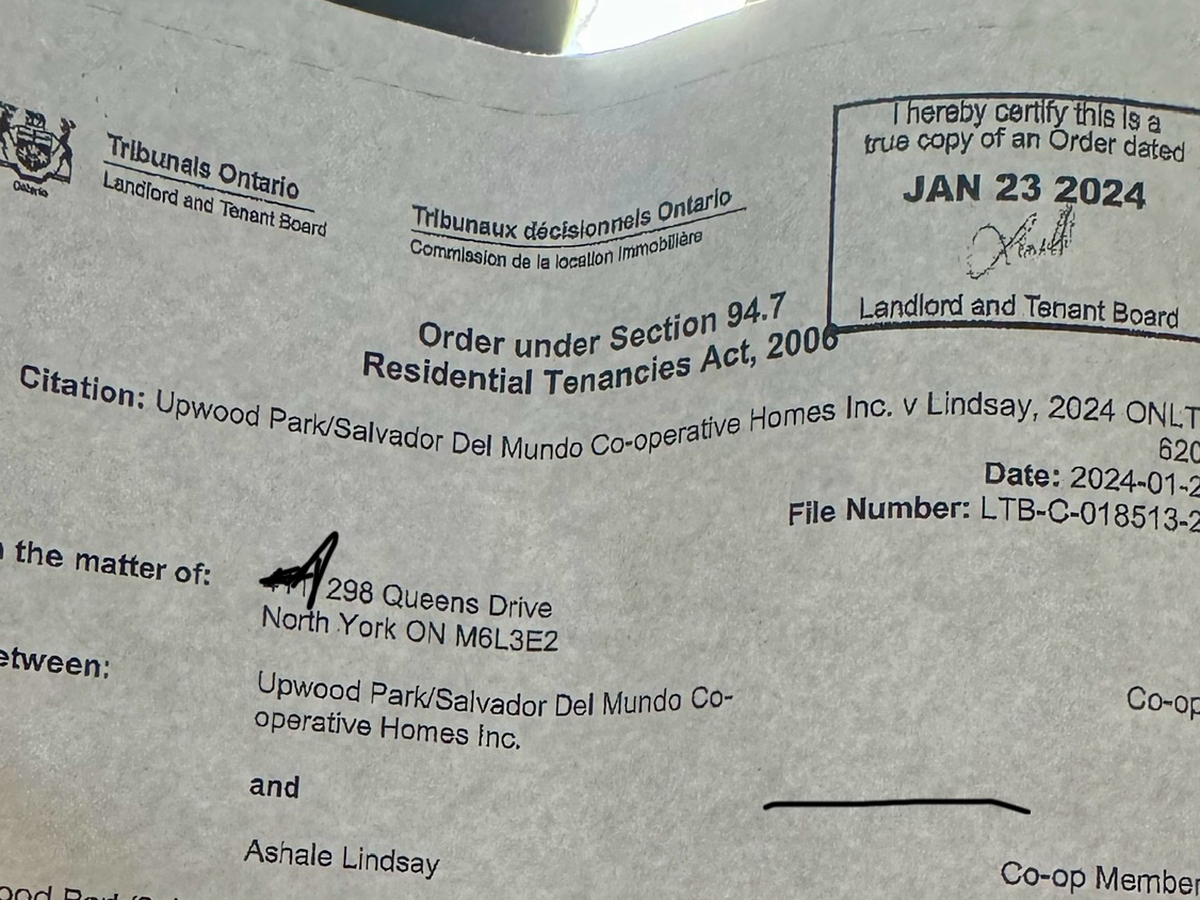 Ontario
Tribunals Ontario
Landlord and Tenant Board
Tribunaux décisionnels Ontario
Commission de la location immobilière
I hereby certify this is a
true copy of an Order dated
JAN 23 2024
Landlord and Tenant Board
Order under Section 94.7
Residential Tenancies Act, 2006
Citation: Upwood Park/Salvador Del Mundo Co-operative Homes Inc. v Lindsay, 2024 ONLT
620
Date: 2024-01-2
File Number: LTB-C-018513-2
the matter of:
298 Queens Drive
North York ON M6L3E2
etween:
Upwood Park/Salvador Del Mundo Co-
operative Homes Inc.
Co-op
and
Ashale Lindsay
Co-op Member